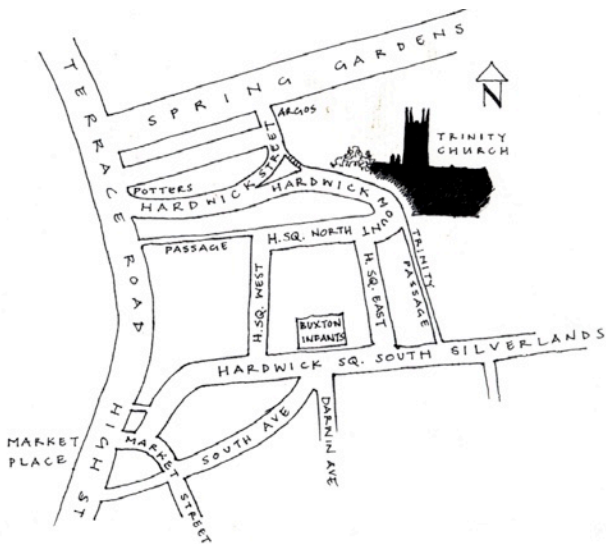 TERRACE ROAD
SPRING GARDENS
ARGOS
N
TRINITY
CHURCH
POTTERS
HARDWICK STREET
HARDWICK MOUNT
TRINITY PASSAGE
PASSAGE
H. SQ. NORTH
H. SQ. WEST
H. SQ. EAST
BUXTON
INFANTS
HARDWICK SQ. SOUTH
SILVERLANDS
HIGH ST
MARKET
PLACE
MARKET STREET
SOUTH AVE
DARWIN AVE